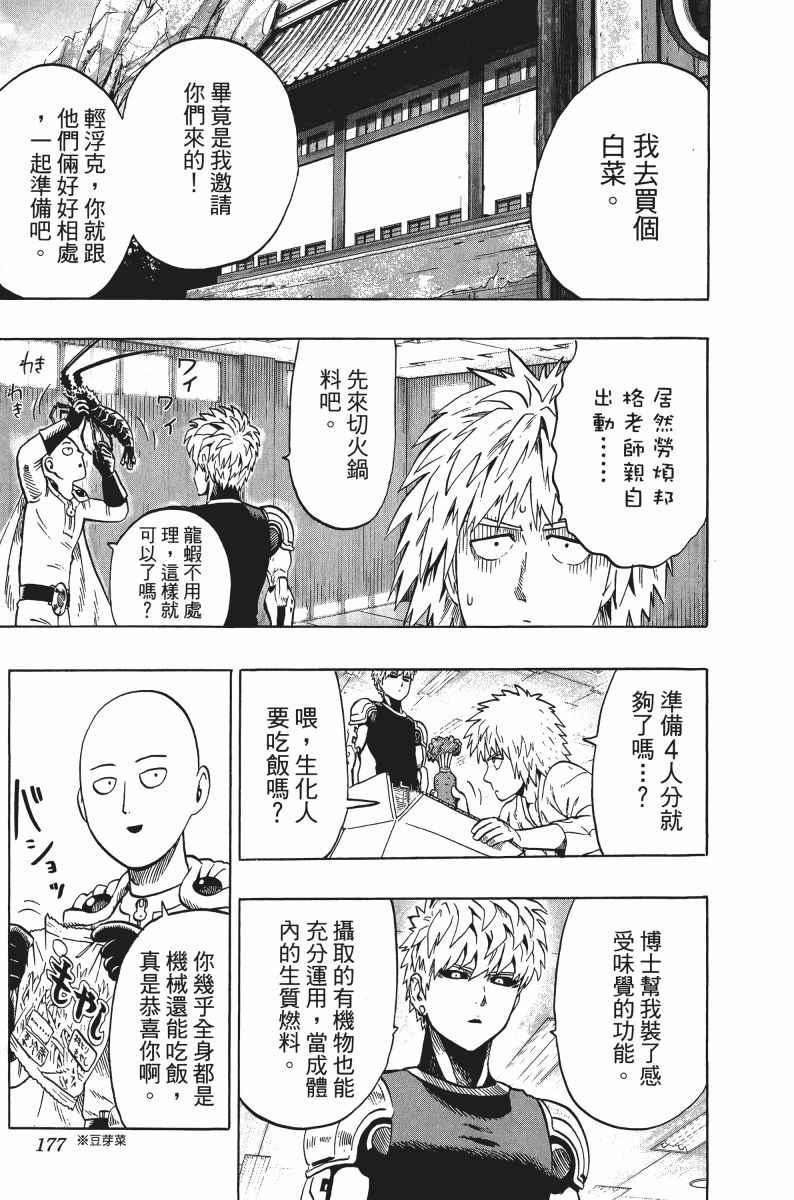 我去買個
白菜。
畢竟是我邀請
你們來的！
輕浮克，你就跟
他們倆好好相處
，一起準備吧。
居然勞煩邦
格老師親自
出動……
先來切火鍋
料吧。
ワイ
わき
わき
龍蝦不用處
理，這樣就
可以了嗎？
準備4人分就
夠了嗎…？
喂，生化人
要吃飯嗎？
バショッ
もやし
你幾乎全身都是
機械還能吃飯，
真是恭喜你啊。
博士幫我裝了感
受味覺的功能。
攝取的有機物也能
充分運用，當成體
內的生質燃料。
177
※豆芽菜